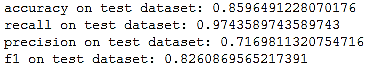 accuracy on test dataset: 0.8596491228070176
recall on test dataset: 0.9743589743589743
precision on test dataset: 0.7169811320754716
f1 on test dataset: 0.8260869565217391